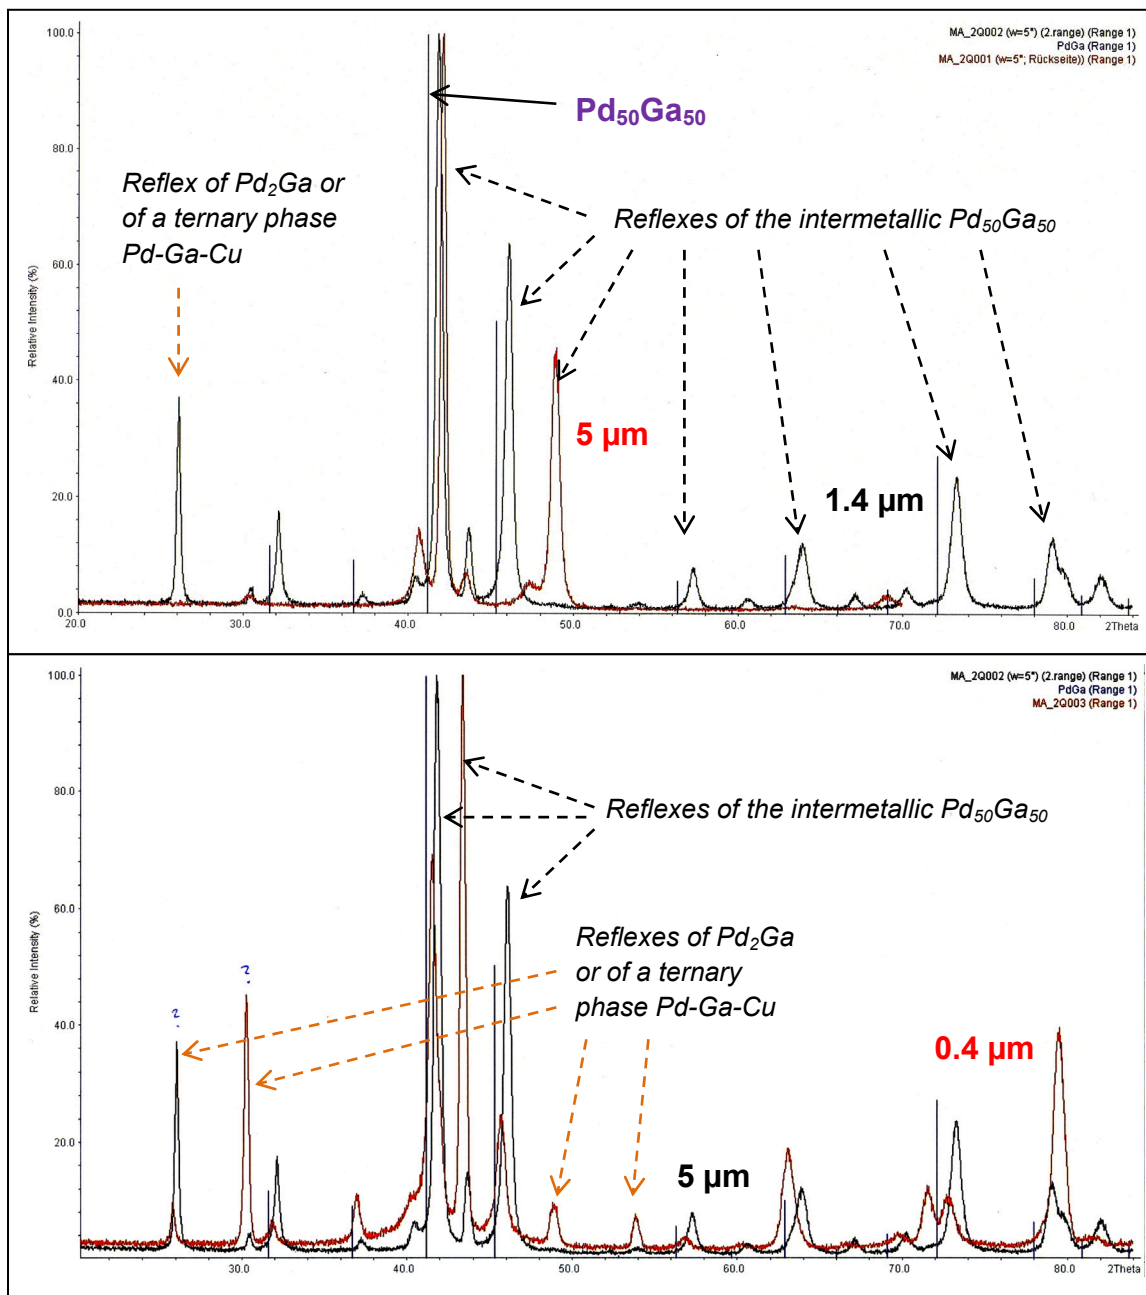 100.0
MA_2Q002 (w=5°) (2.range) (Range 1)
PdGa (Range 1)
MA_2Q001 (w=5°; Rückseite)) (Range 1)
Pd₅₀Ga₅₀
80.0
Reflex of Pd₂Ga or
of a ternary phase
Pd-Ga-Cu
Reflexes of the intermetallic Pd₅₀Ga₅₀
60.0
Relative Intensity (%)
40.0
5 µm
1.4 µm
20.0
0.0
20.0 30.0 40.0 50.0 60.0 70.0 80.0 2Theta
100.0
MA_2Q002 (w=5°) (2.range) (Range 1)
PdGa (Range 1)
MA_2Q003 (Range 1)
80.0
Reflexes of the intermetallic Pd₅₀Ga₅₀
60.0
Relative Intensity (%)
Reflexes of Pd₂Ga
or of a ternary
phase Pd-Ga-Cu
?
?
40.0
0.4 µm
20.0
5 µm
30.0 40.0 50.0 60.0 70.0 80.0 2Theta